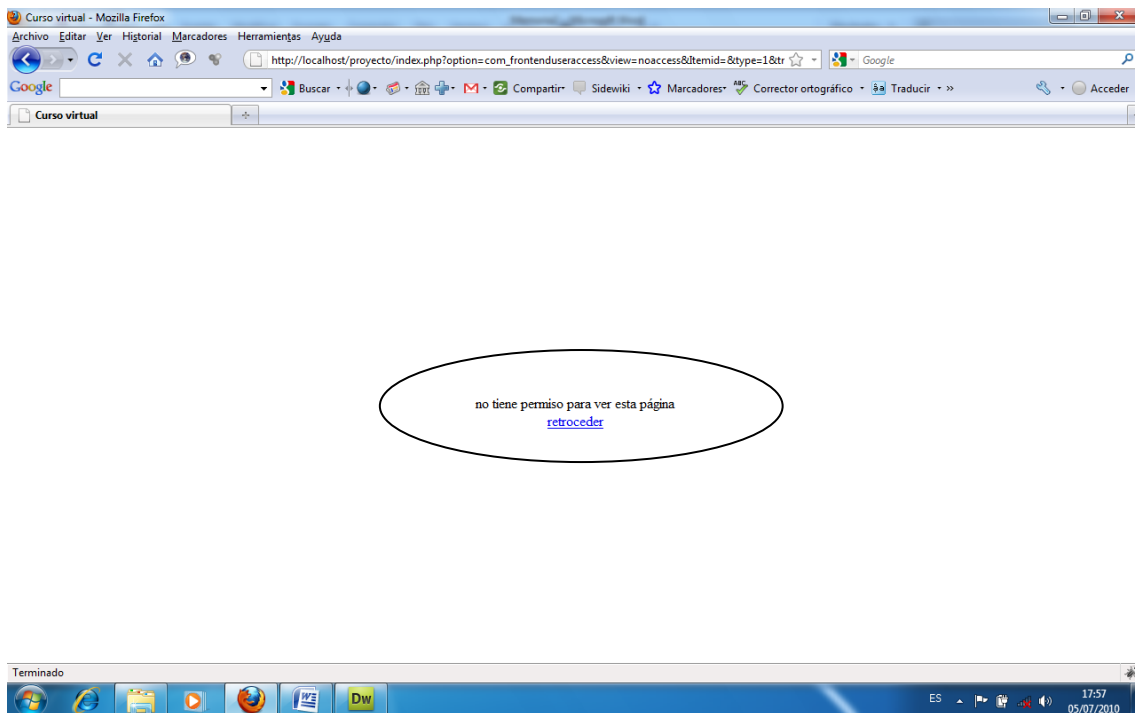 Curso virtual - Mozilla Firefox
Archivo Editar Ver Historial Marcadores Herramientas Ayuda
http://localhost/proyecto/index.php?option=com_frontenduseraccess&view=noaccess&Itemid=&type=1&tr Google
Google Buscar Compartir Sidewiki Marcadores ABC Corrector ortográfico Traducir » Acceder
Curso virtual
no tiene permiso para ver esta página
retroceder
Terminado
Dw ES 17:57
05/07/2010